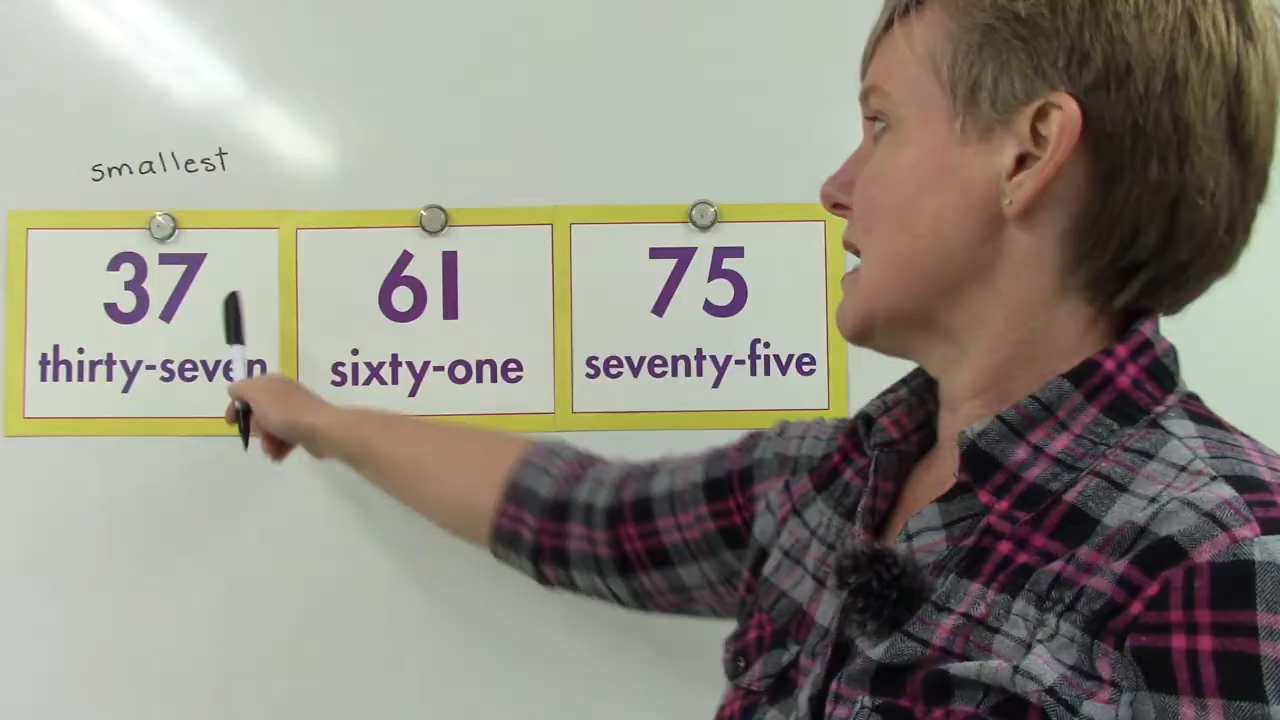 smallest
37
thirty-seven
61
sixty-one
75
seventy-five